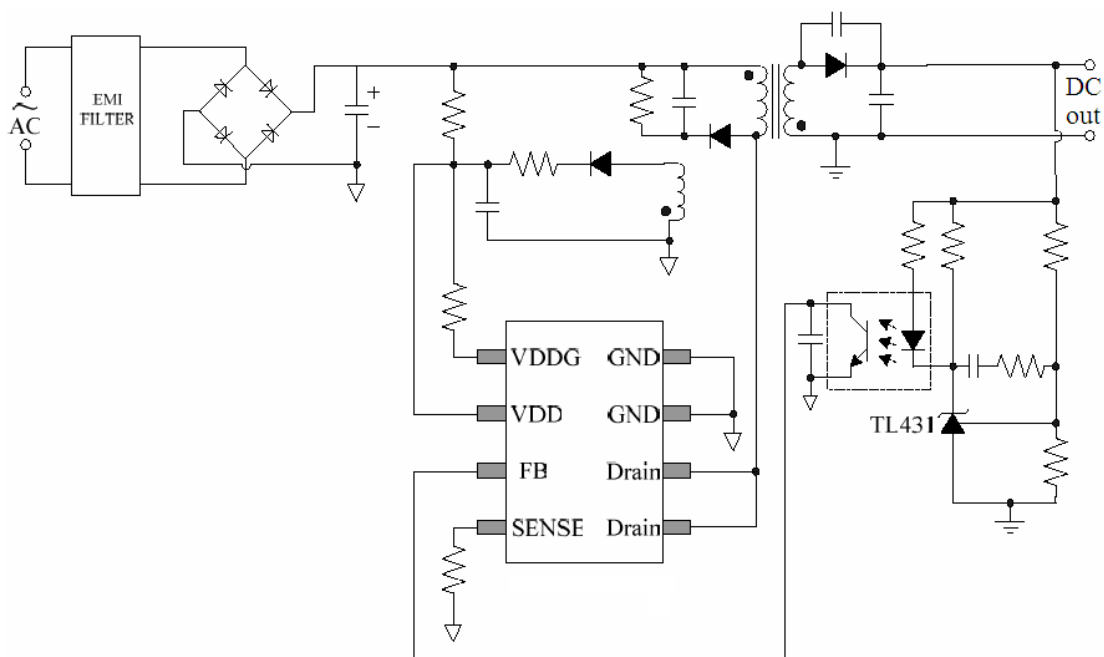 EMI
FILTER
~
AC
+
−
DC
out
VDDG
GND
VDD
GND
FB
Drain
SENSE
Drain
TL431